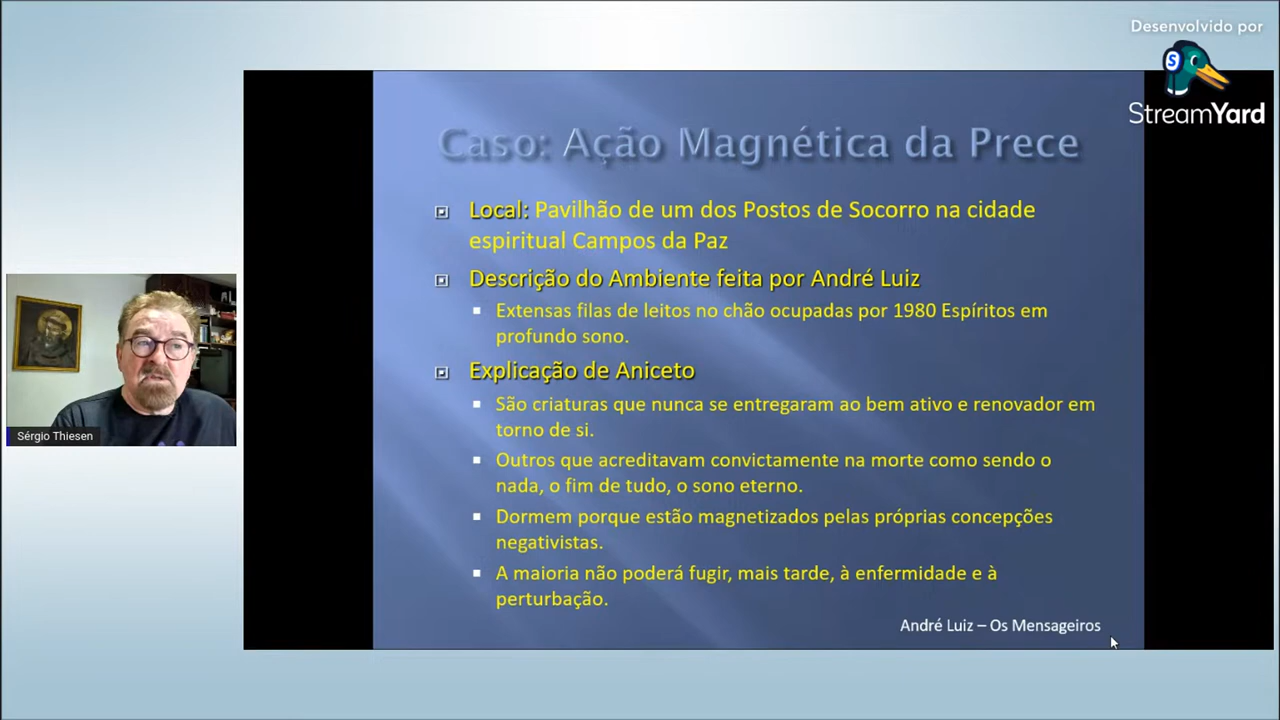 Desenvolvido por
StreamYard
Caso: Ação Magnética da Prece
Local: Pavilhão de um dos Postos de Socorro na cidade
espiritual Campos da Paz
Descrição do Ambiente feita por André Luiz
Extensas filas de leitos no chão ocupadas por 1980 Espíritos em
profundo sono.
Explicação de Aniceto
São criaturas que nunca se entregaram ao bem ativo e renovador em
torno de si.
Outros que acreditavam convictamente na morte como sendo o
nada, o fim de tudo, o sono eterno.
Dormem porque estão magnetizados pelas próprias concepções
negativistas.
A maioria não poderá fugir, mais tarde, à enfermidade e à
perturbação.
André Luiz – Os Mensageiros
Sérgio Thiesen